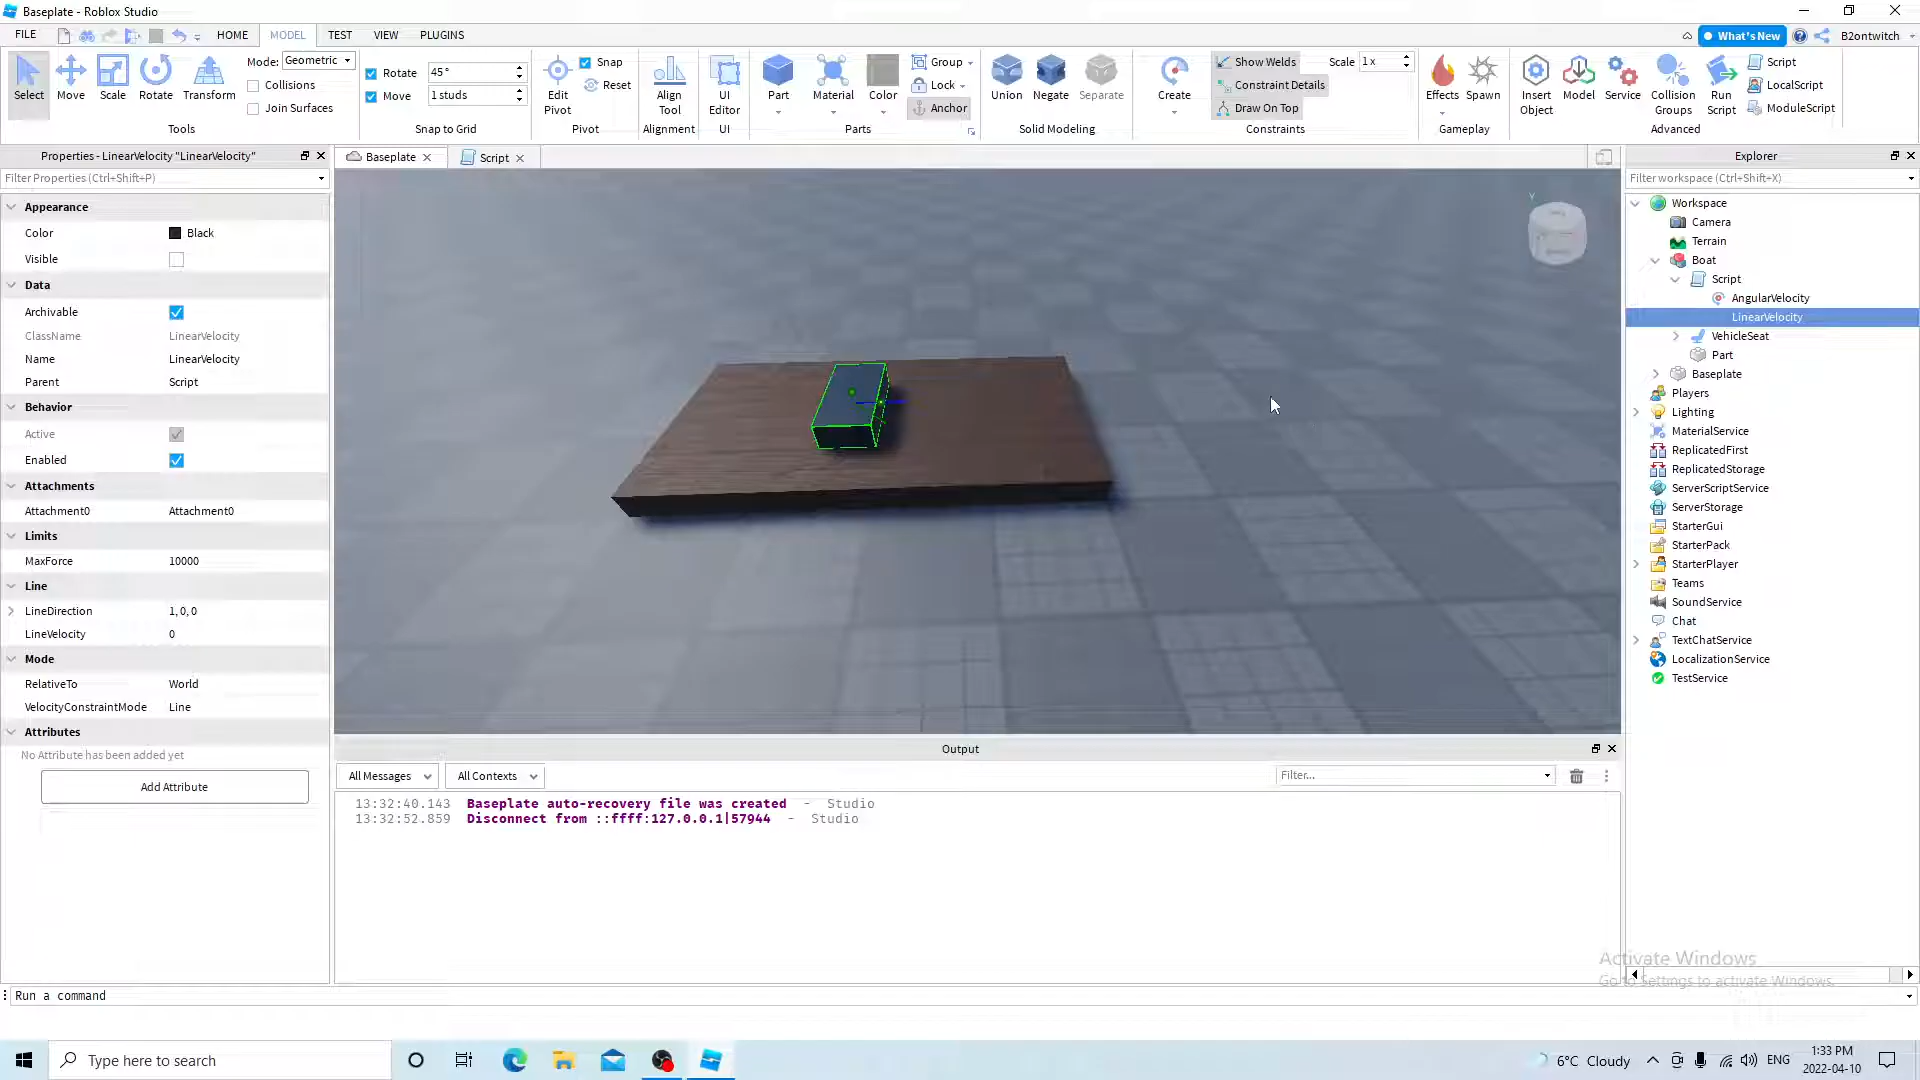 Baseplate - Roblox Studio
FILE HOME MODEL TEST VIEW PLUGINS What's New B2ontwitch
Select Move Scale Rotate Transform Mode: Geometric Collisions Join Surfaces
Tools
Rotate 45° Move 1 studs
Snap to Grid
Edit Pivot Snap Reset
Pivot
Align Tool
Alignment
UI Editor
UI
Part Material Color Group Lock Anchor
Parts
Union Negate Separate
Solid Modeling
Create Show Welds Scale 1 x Constraint Details Draw On Top
Constraints
Effects Spawn
Gameplay
Insert Object Model Service Collision Groups Run Script Script LocalScript ModuleScript
Advanced
Properties - LinearVelocity "LinearVelocity"
Filter Properties (Ctrl+Shift+P)
Appearance
Color Black
Visible
Data
Archivable
ClassName LinearVelocity
Name LinearVelocity
Parent Script
Behavior
Active
Enabled
Attachments
Attachment0 Attachment0
Limits
MaxForce 10000
Line
LineDirection 1, 0, 0
LineVelocity 0
Mode
RelativeTo World
VelocityConstraintMode Line
Attributes
No Attribute has been added yet
Add Attribute
Baseplate Script
Y
Output
All Messages All Contexts Filter...
13:32:40.143 Baseplate auto-recovery file was created - Studio
13:32:52.859 Disconnect from ::ffff:127.0.0.1|57944 - Studio
Explorer
Filter workspace (Ctrl+Shift+X)
Workspace
Camera
Terrain
Boat
Script
AngularVelocity
LinearVelocity
VehicleSeat
Part
Baseplate
Players
Lighting
MaterialService
ReplicatedFirst
ReplicatedStorage
ServerScriptService
ServerStorage
StarterGui
StarterPack
StarterPlayer
Teams
SoundService
Chat
TextChatService
LocalizationService
TestService
Activate Windows
Go to Settings to activate Windows.
Run a command
Type here to search
6°C Cloudy ENG 1:33 PM
2022-04-10